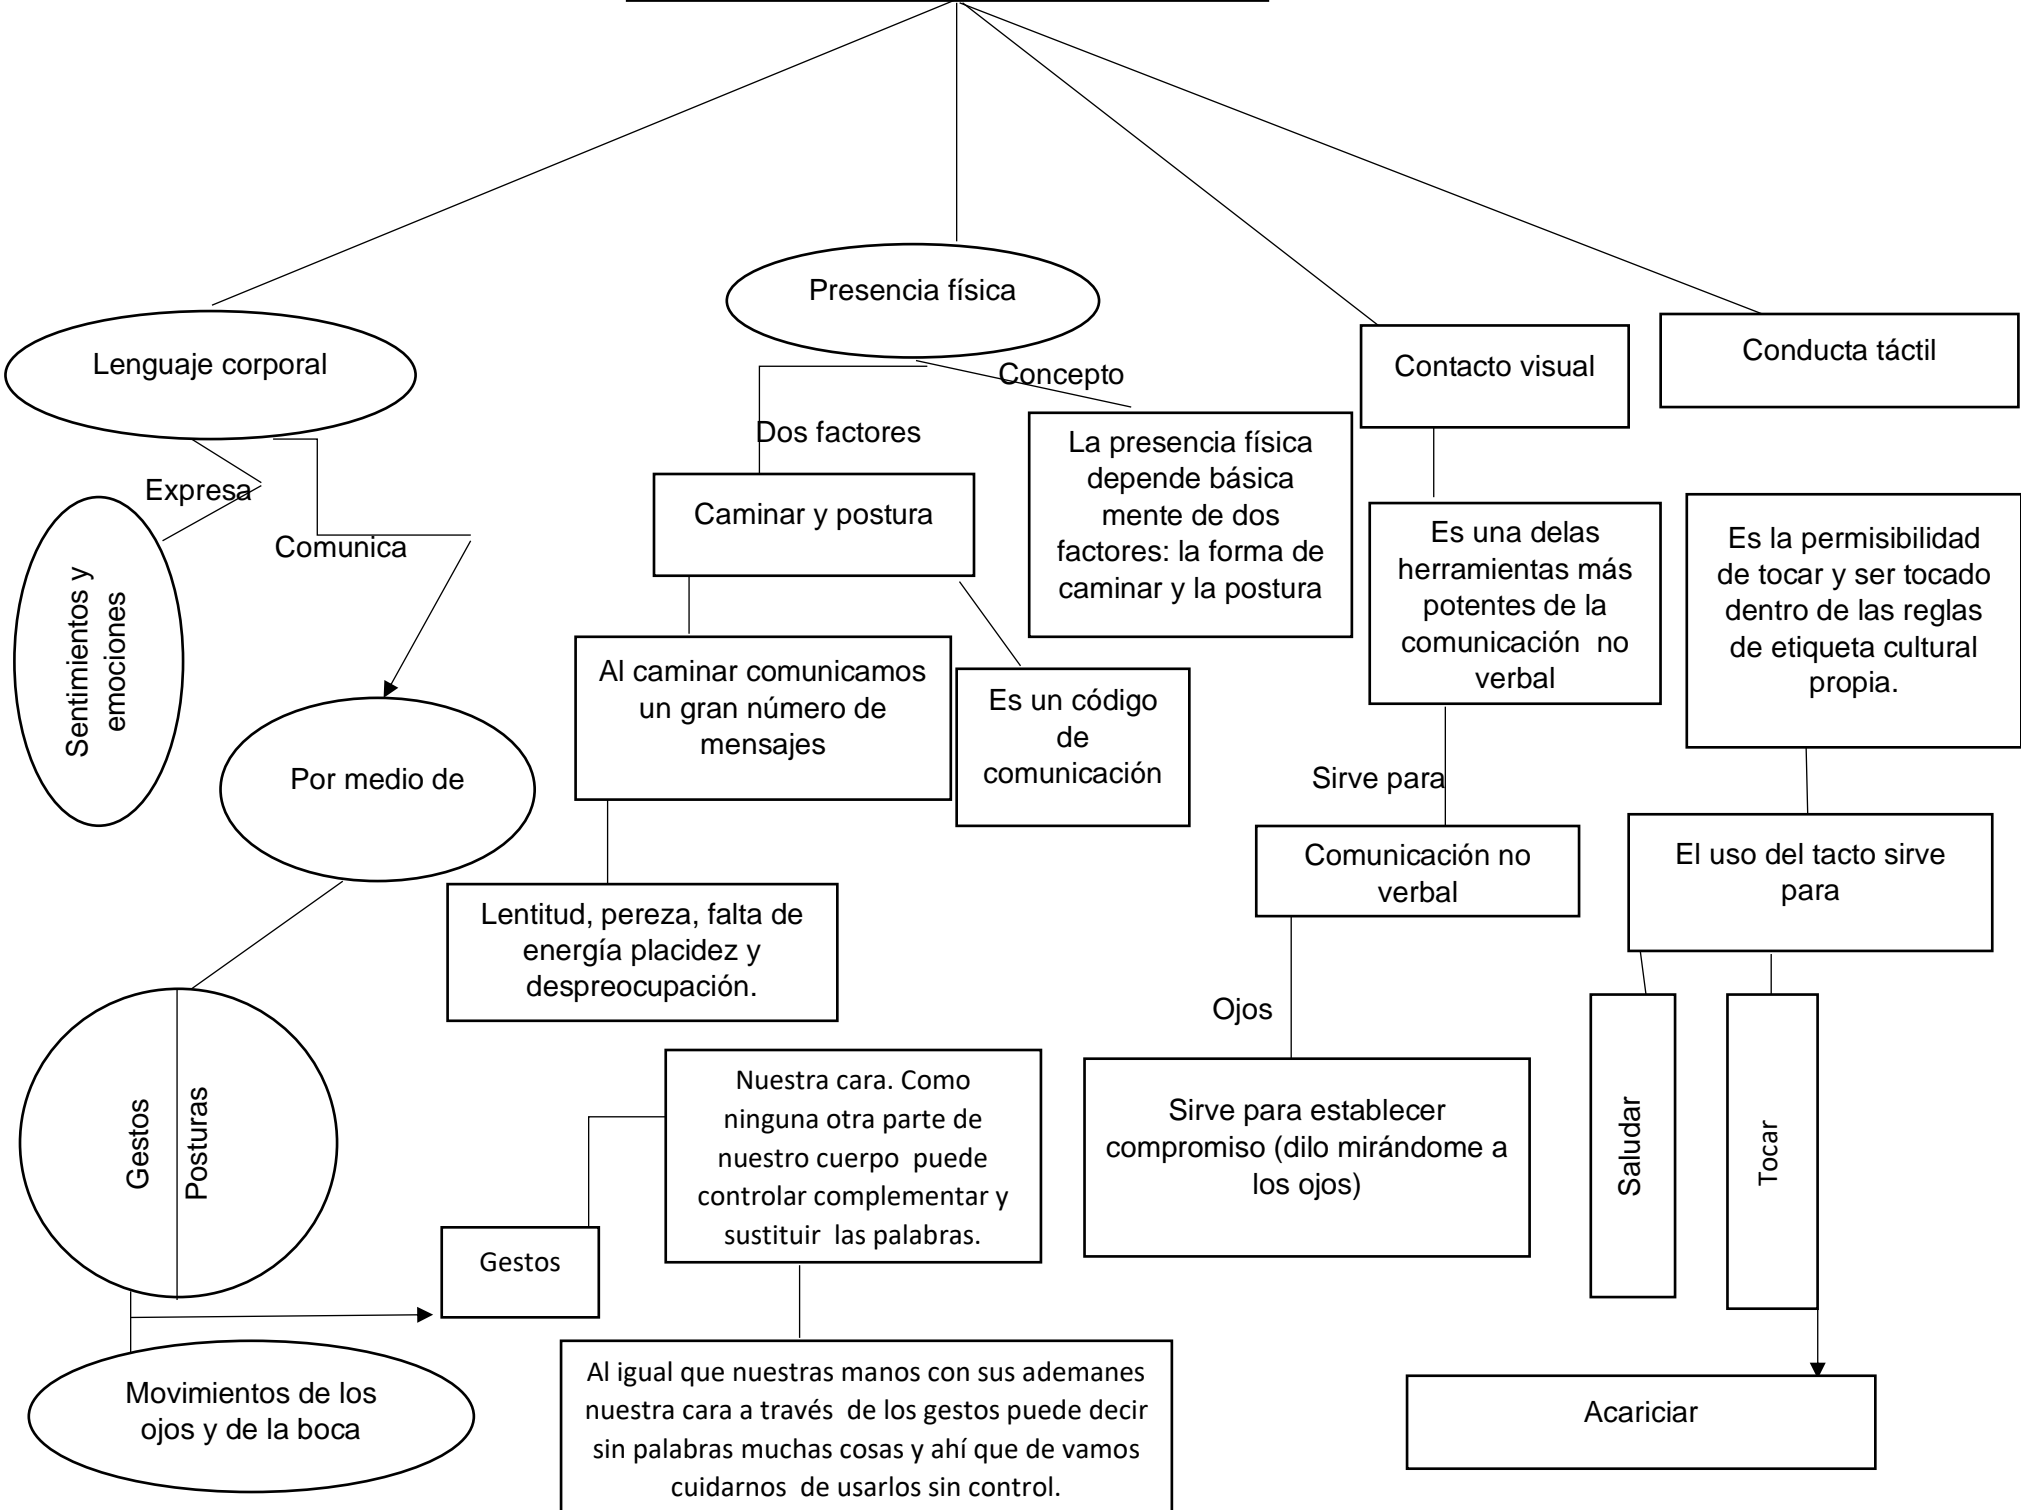 Presencia física
Lenguaje corporal
Contacto visual
Conducta táctil
Concepto
Dos factores
Expresa
Comunica
Sentimientos y
emociones
Caminar y postura
La presencia física
depende básica
mente de dos
factores: la forma de
caminar y la postura
Es una delas
herramientas más
potentes de la
comunicación no
verbal
Es la permisibilidad
de tocar y ser tocado
dentro de las reglas
de etiqueta cultural
propia.
Por medio de
Al caminar comunicamos
un gran número de
mensajes
Es un código
de
comunicación
Sirve para
Comunicación no
verbal
El uso del tacto sirve
para
Lentitud, pereza, falta de
energía placidez y
despreocupación.
Ojos
Gestos
Posturas
Nuestra cara. Como
ninguna otra parte de
nuestro cuerpo puede
controlar complementar y
sustituir las palabras.
Sirve para establecer
compromiso (dilo mirándome a
los ojos)
Saludar
Tocar
Gestos
Movimientos de los
ojos y de la boca
Al igual que nuestras manos con sus ademanes
nuestra cara a través de los gestos puede decir
sin palabras muchas cosas y ahí que de vamos
cuidarnos de usarlos sin control.
Acariciar